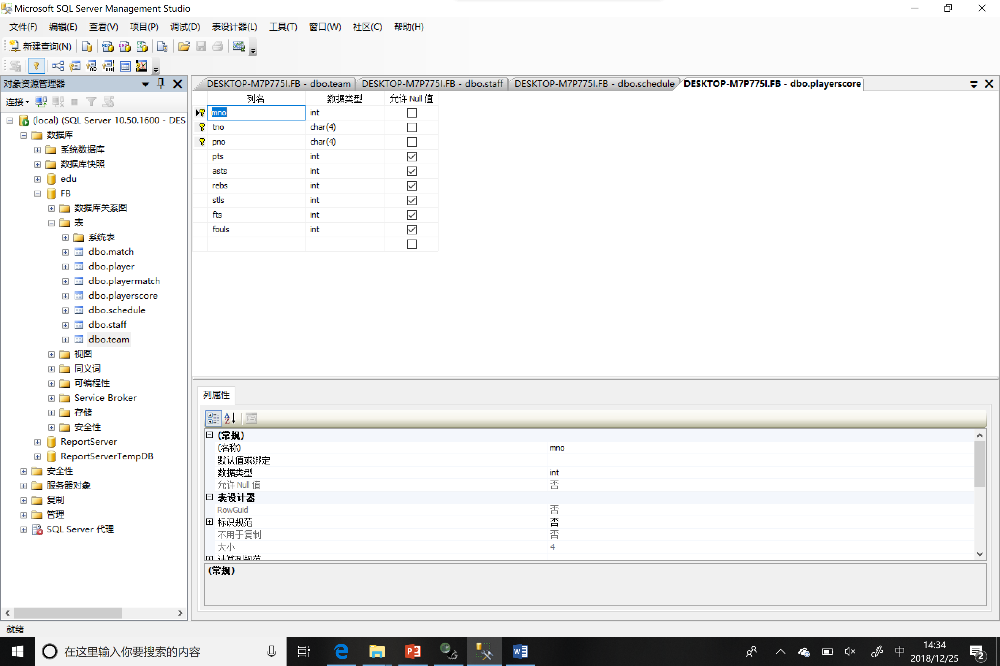 Microsoft SQL Server Management Studio
文件(F) 编辑(E) 查看(V) 项目(P) 调试(D) 表设计器(L) 工具(T) 窗口(W) 社区(C) 帮助(H)
新建查询(N)
对象资源管理器
连接
(local) (SQL Server 10.50.1600 - DES
数据库
系统数据库
数据库快照
edu
FB
数据库关系图
表
系统表
dbo.match
dbo.player
dbo.playermatch
dbo.playerscore
dbo.schedule
dbo.staff
dbo.team
视图
同义词
可编程性
Service Broker
存储
安全性
ReportServer
ReportServerTempDB
安全性
服务器对象
复制
管理
SQL Server 代理
DESKTOP-M7P775I.FB - dbo.team DESKTOP-M7P775I.FB - dbo.staff DESKTOP-M7P775I.FB - dbo.schedule DESKTOP-M7P775I.FB - dbo.playerscore
列名 数据类型 允许 Null 值
mno int
tno char(4)
pno char(4)
pts int
asts int
rebs int
stls int
fts int
fouls int
列属性
(常规)
(名称) mno
默认值或绑定
数据类型 int
允许 Null 值 否
表设计器
RowGuid 否
标识规范 否
不用于复制 否
大小 4
计算列规范
(常规)
就绪
在这里输入你要搜索的内容
中
14:34
2018/12/25
2